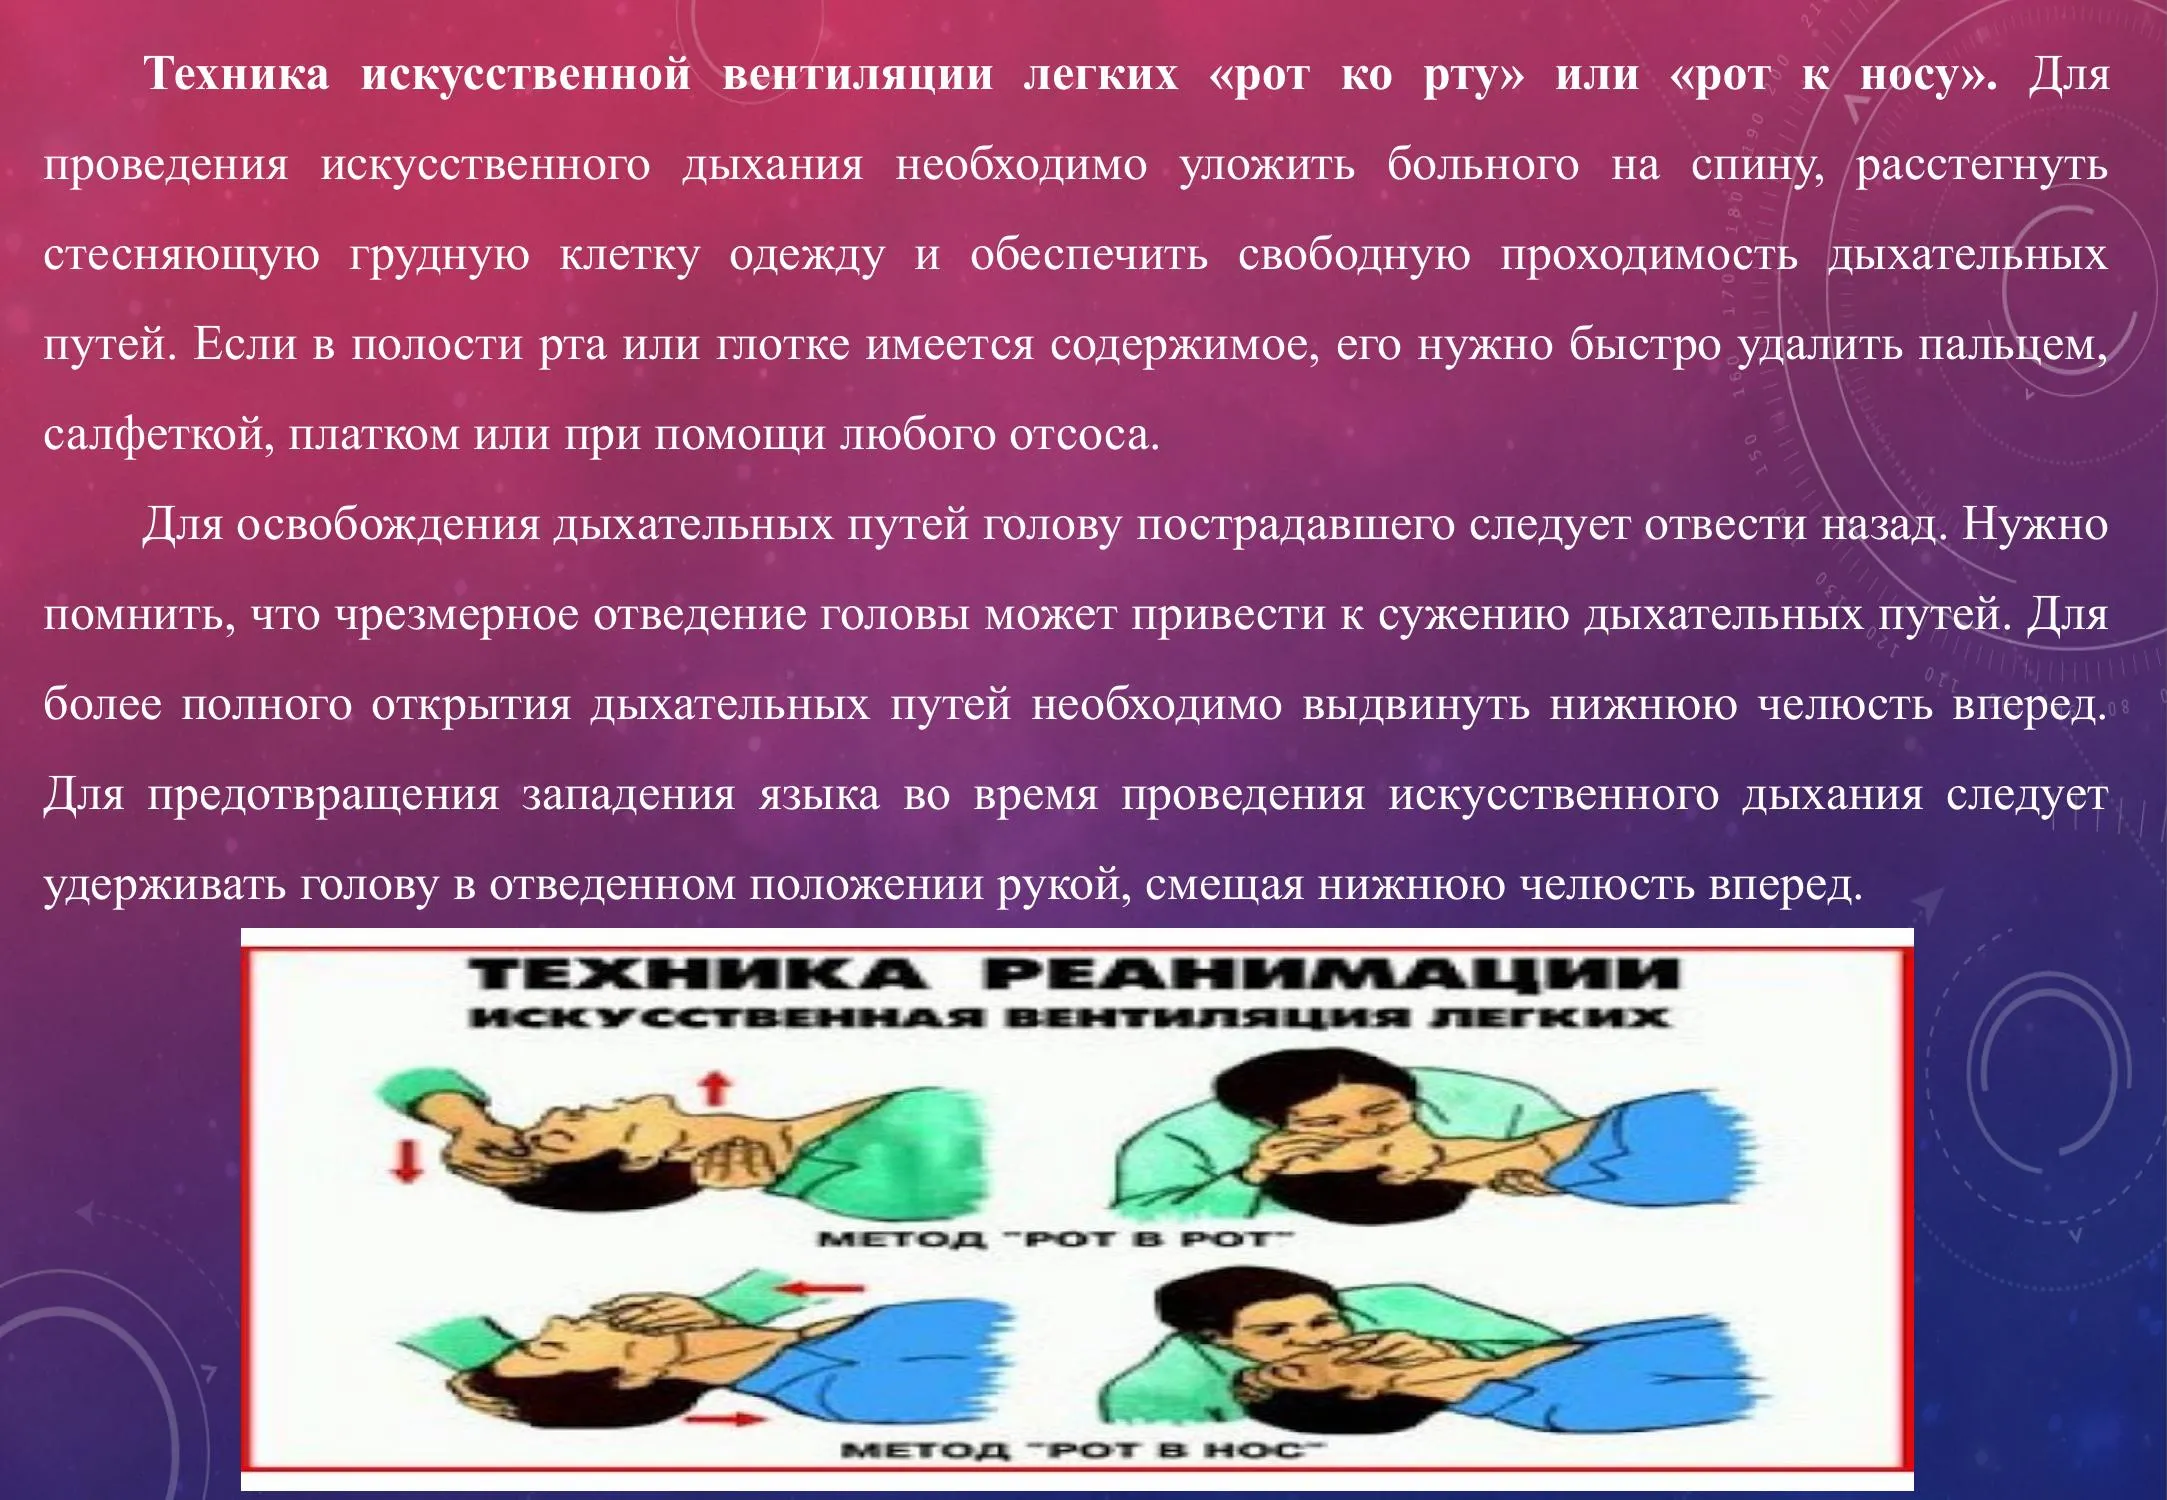 Техника искусственной вентиляции легких «рот ко рту» или «рот к носу». Для
проведения искусственного дыхания необходимо уложить больного на спину, расстегнуть
стесняющую грудную клетку одежду и обеспечить свободную проходимость дыхательных
путей. Если в полости рта или глотке имеется содержимое, его нужно быстро удалить пальцем,
салфеткой, платком или при помощи любого отсоса.
Для освобождения дыхательных путей голову пострадавшего следует отвести назад. Нужно
помнить, что чрезмерное отведение головы может привести к сужению дыхательных путей. Для
более полного открытия дыхательных путей необходимо выдвинуть нижнюю челюсть вперед.
Для предотвращения западения языка во время проведения искусственного дыхания следует
удерживать голову в отведенном положении рукой, смещая нижнюю челюсть вперед.
ТЕХНИКА РЕАНИМАЦИИ
ИСКУССТВЕННАЯ ВЕНТИЛЯЦИЯ ЛЕГКИХ
МЕТОД "РОТ В РОТ"
МЕТОД "РОТ В НОС"